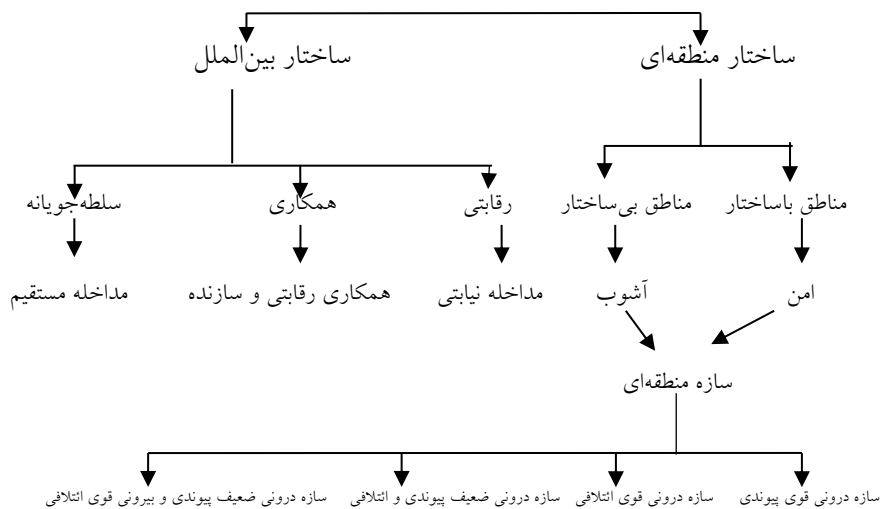 ساختار منطقه‌ای
ساختار بین‌الملل
مناطق باساختار
مناطق بی‌ساختار
رقابتی
همکاری
سلطه‌جویانه
امن
آشوب
مداخله نیابتی
همکاری رقابتی و سازنده
مداخله مستقیم
سازه منطقه‌ای
سازه درونی قوی پیوندی
سازه درونی قوی ائتلافی
سازه درونی ضعیف پیوندی و ائتلافی
سازه درونی ضعیف پیوندی و بیرونی قوی ائتلافی